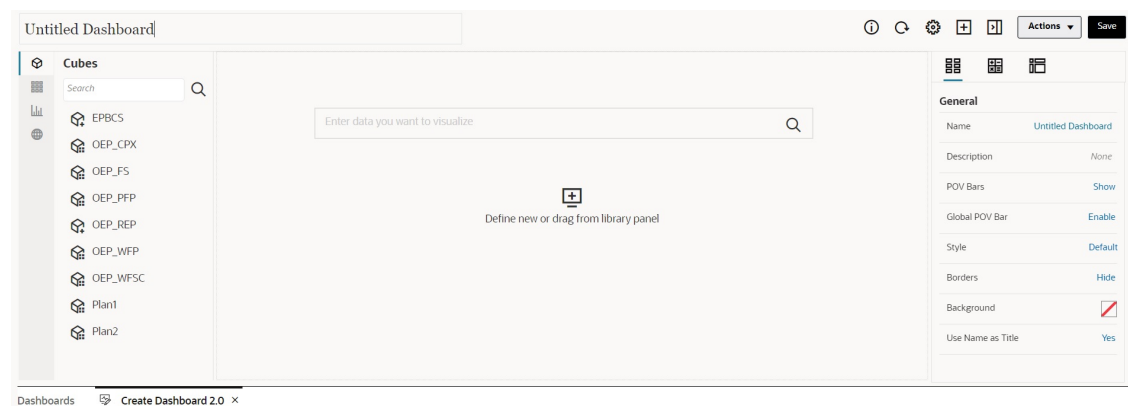 Untitled Dashboard
Actions
Save
Cubes
Search
EPBCS
OEP_CPX
OEP_FS
OEP_PFP
OEP_REP
OEP_WFP
OEP_WFSC
Plan1
Plan2
Enter data you want to visualize
Define new or drag from library panel
General
Name Untitled Dashboard
Description None
POV Bars Show
Global POV Bar Enable
Style Default
Borders Hide
Background
Use Name as Title Yes
Dashboards Create Dashboard 2.0 ×